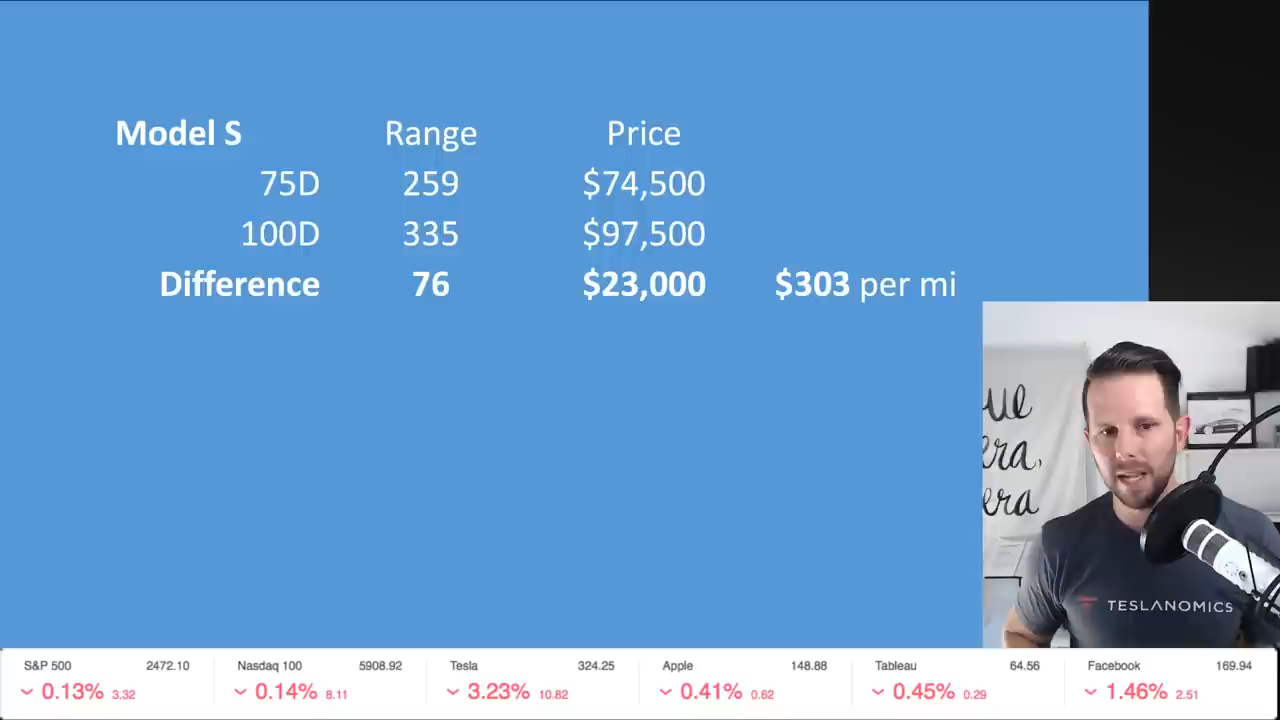 Model S Range Price
75D 259 $74,500
100D 335 $97,500
Difference 76 $23,000 $303 per mi
ue
era,
era
TESLANOMICS
S&P 500 2472.10 Nasdaq 100 5908.92 Tesla 324.25 Apple 148.88 Tableau 64.56 Facebook 169.94
0.13% 3.32 0.14% 8.11 3.23% 10.82 0.41% 0.62 0.45% 0.29 1.46% 2.51